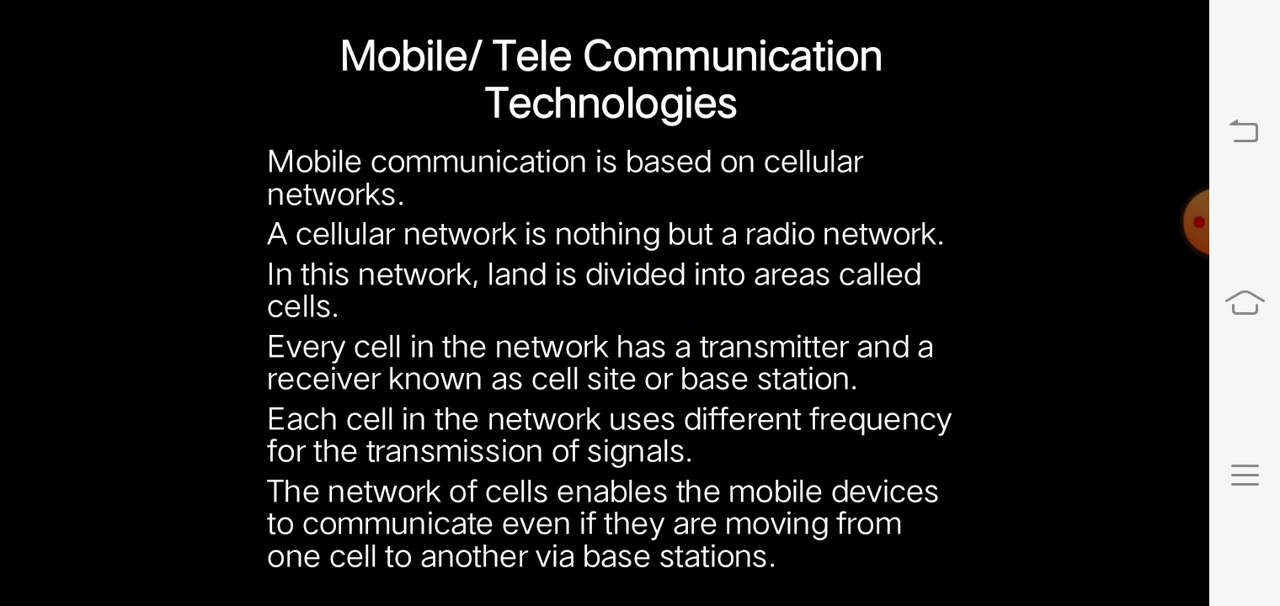 Mobile/ Tele Communication
Technologies
Mobile communication is based on cellular
networks.
A cellular network is nothing but a radio network.
In this network, land is divided into areas called
cells.
Every cell in the network has a transmitter and a
receiver known as cell site or base station.
Each cell in the network uses different frequency
for the transmission of signals.
The network of cells enables the mobile devices
to communicate even if they are moving from
one cell to another via base stations.